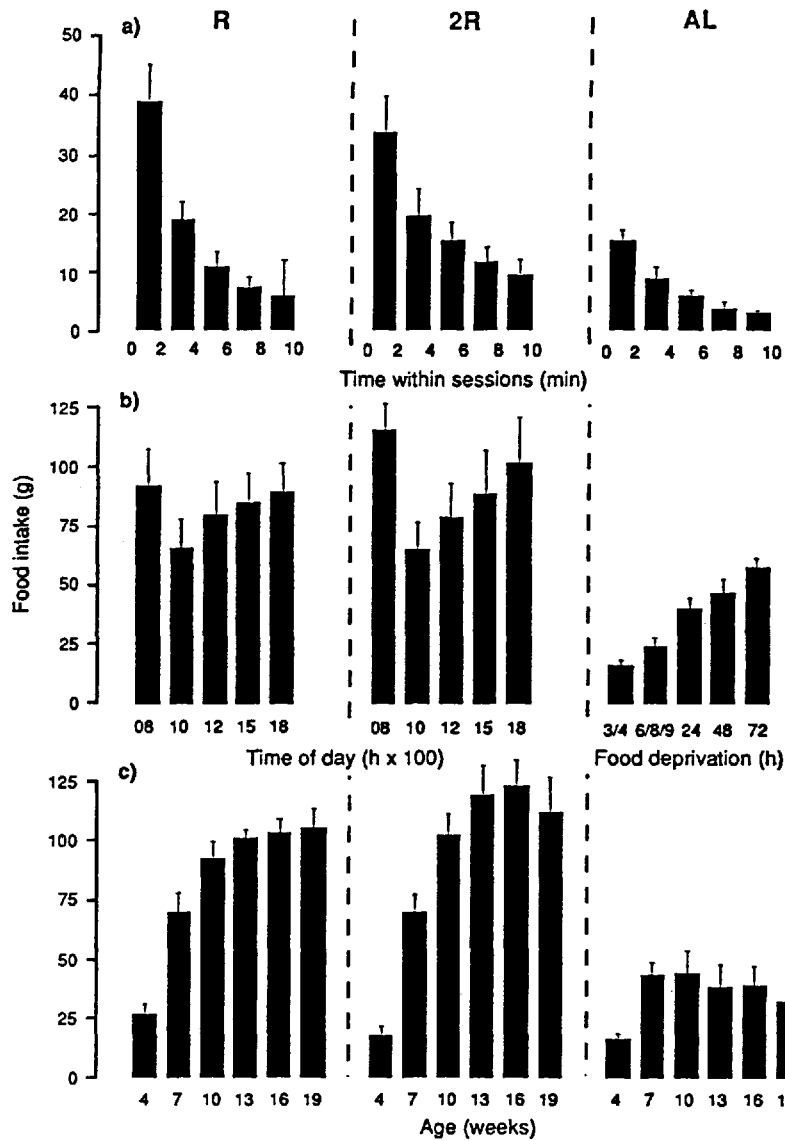 a) R 2R AL
50
40
30
20
10
0
0 2 4 6 8 10 0 2 4 6 8 10 0 2 4 6 8 10
Time within sessions (min)
b)
125
100
75
50
25
0
Food intake (g)
08 10 12 15 18 08 10 12 15 18 3/4 6/8/9 24 48 72
Time of day (h x 100) Food deprivation (h)
c)
125
100
75
50
25
0
4 7 10 13 16 19 4 7 10 13 16 19 4 7 10 13 16
Age (weeks)